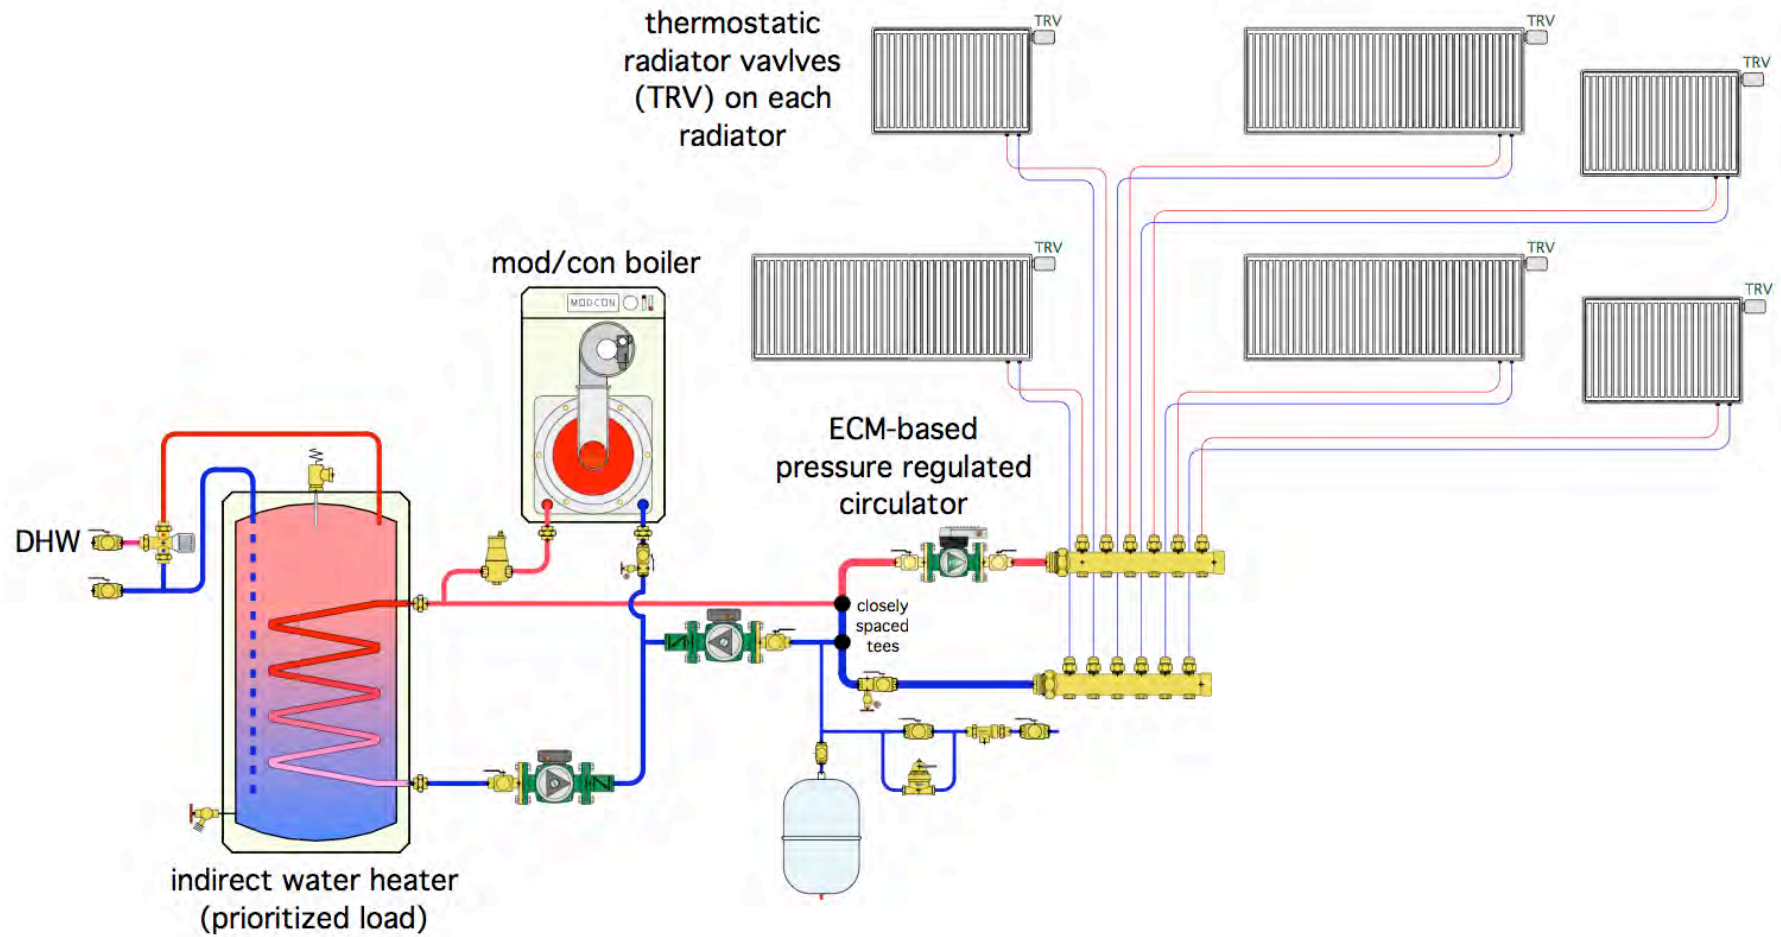 thermostatic
radiator vavlves
(TRV) on each
radiator
TRV
TRV
TRV
TRV
TRV
TRV
mod/con boiler
MODCON
ECM-based
pressure regulated
circulator
DHW
closely
spaced
tees
indirect water heater
(prioritized load)